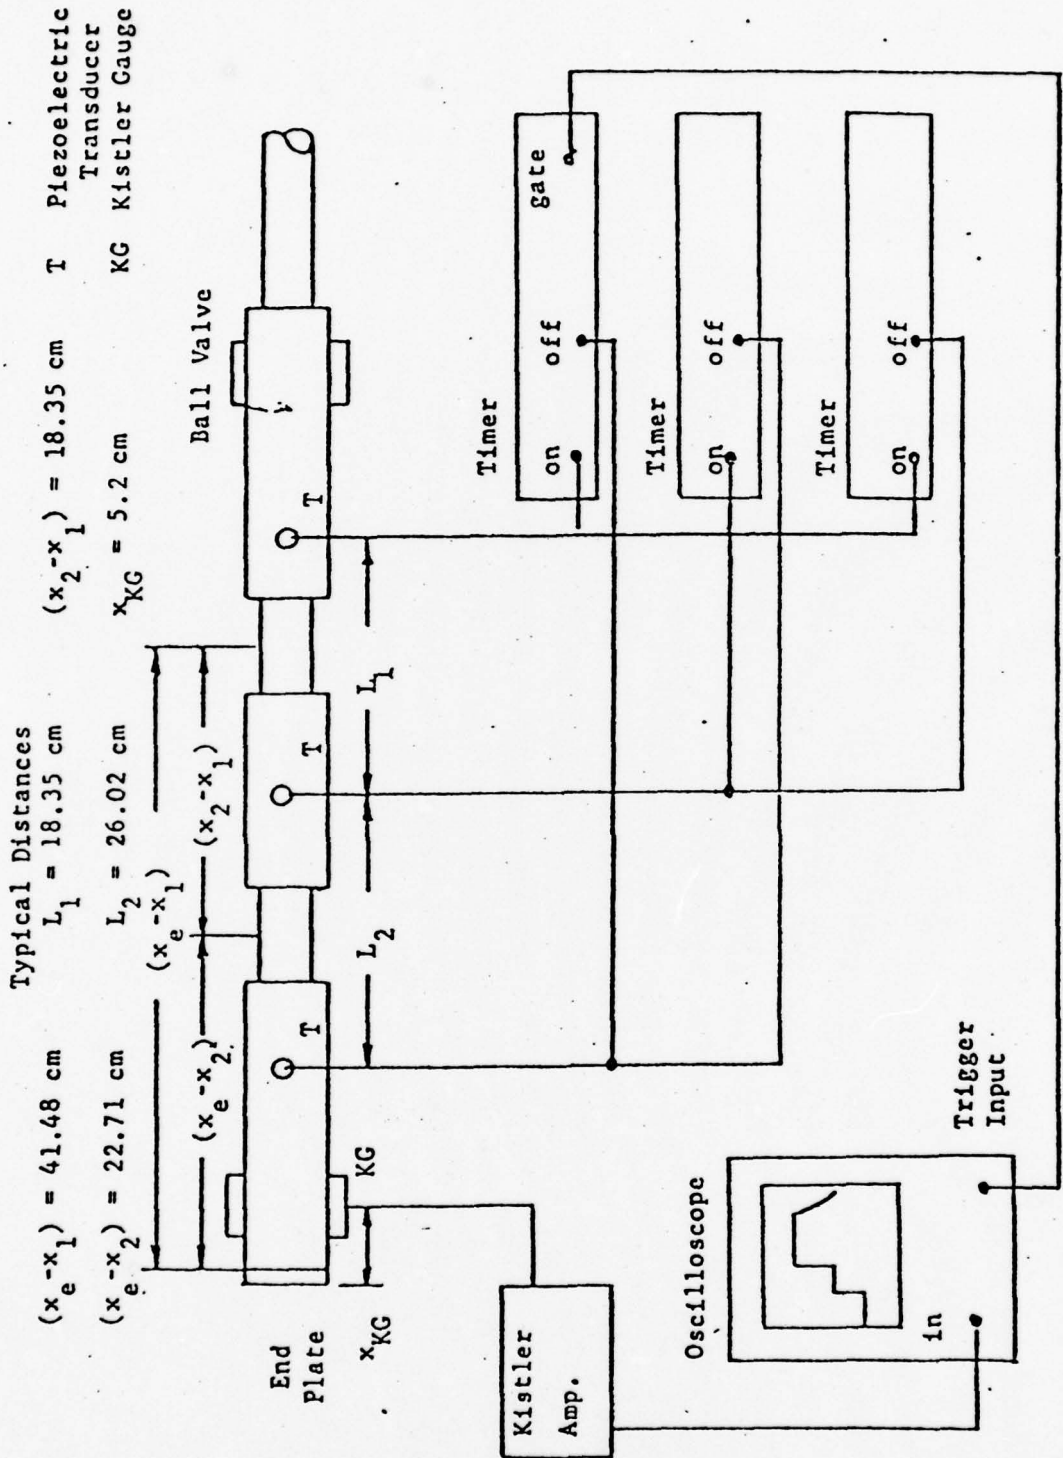 Typical Distances
(x_e-x_1) = 41.48 cm L_1 = 18.35 cm (x_2-x_1) = 18.35 cm T Piezoelectric
Transducer
(x_e-x_2) = 22.71 cm L_2 = 26.02 cm x_KG = 5.2 cm KG Kistler Gauge
(x_e-x_1)
(x_e-x_2) (x_2-x_1)
Ball Valve
T
T
T
KG
End
Plate
x_KG
L_2
L_1
Kistler
Amp.
Timer
on off gate
Timer
on off
Timer
on off
Oscilloscope
in
Trigger
Input